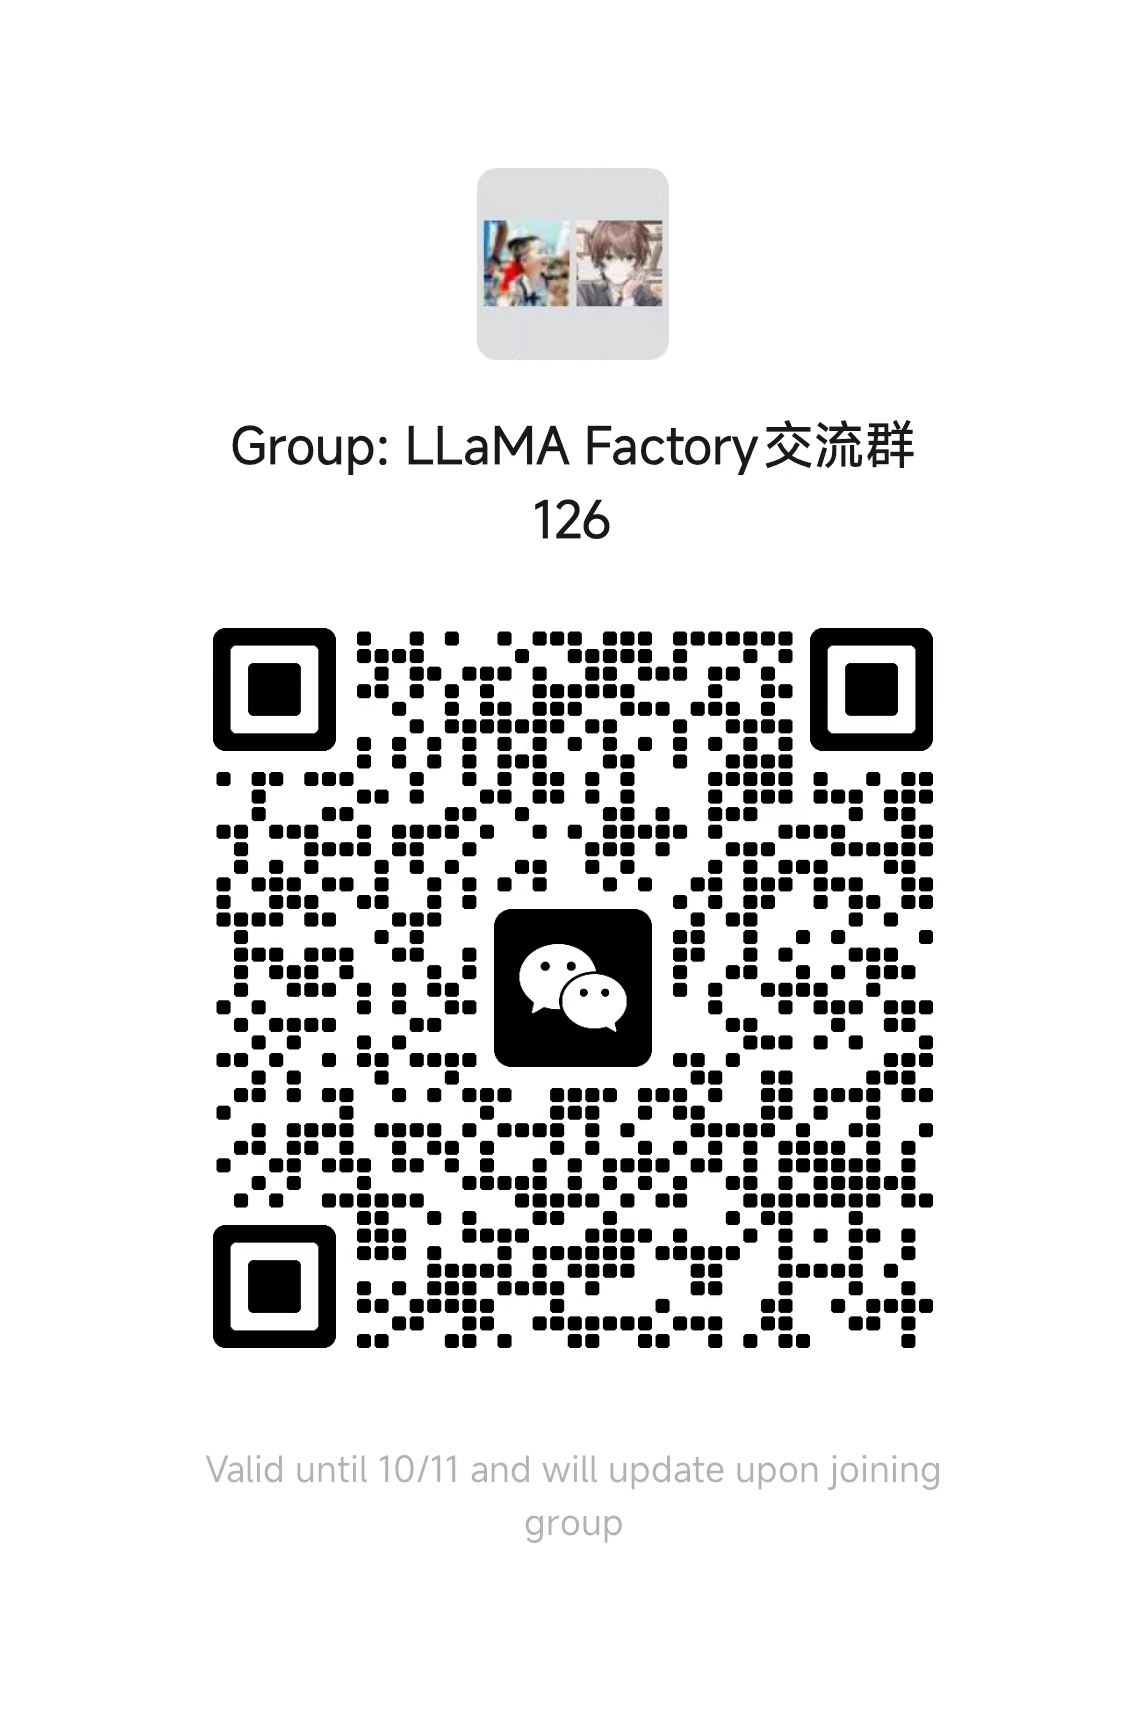 Group: LLaMA Factory交流群
126
Valid until 10/11 and will update upon joining
group